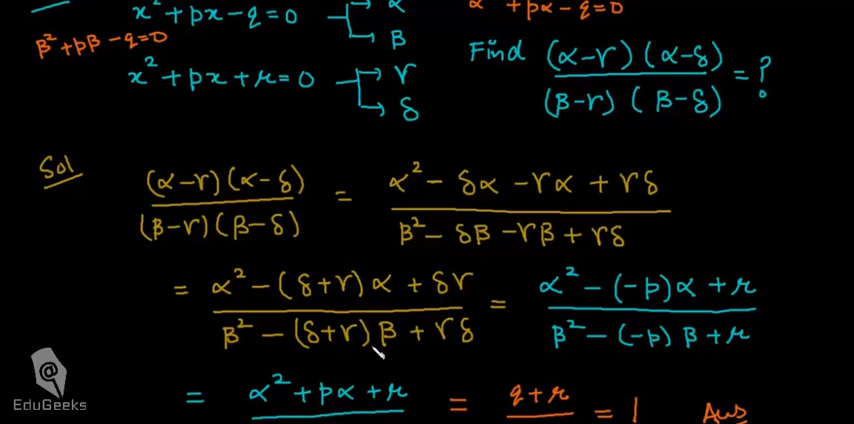 x² + px - q = 0 → α
→ β
α² + pα - q = 0
β² + pβ - q = 0
x² + px + r = 0 → γ
→ δ
Find (α-γ)(α-δ) / (β-γ)(β-δ) = ?
Sol
(α-γ)(α-δ) / (β-γ)(β-δ) = α² - δα - γα + γδ / β² - δβ - γβ + γδ
= α² - (δ+γ)α + δγ / β² - (δ+γ)β + γδ = α² - (-p)α + r / β² - (-p)β + r
= α² + pα + r = q + r = 1 Ans
EduGeeks